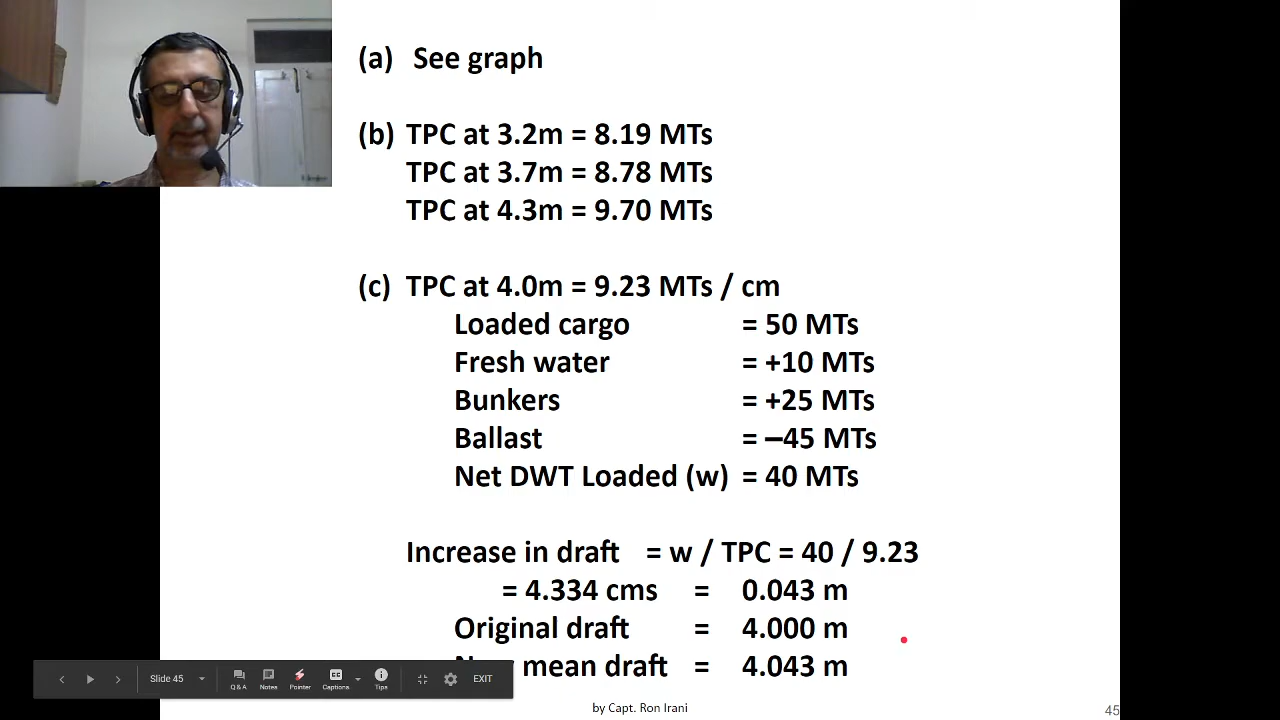 (a) See graph
(b) TPC at 3.2m = 8.19 MTs
TPC at 3.7m = 8.78 MTs
TPC at 4.3m = 9.70 MTs
(c) TPC at 4.0m = 9.23 MTs / cm
Loaded cargo = 50 MTs
Fresh water = +10 MTs
Bunkers = +25 MTs
Ballast = –45 MTs
Net DWT Loaded (w) = 40 MTs
Increase in draft = w / TPC = 40 / 9.23
= 4.334 cms = 0.043 m
Original draft = 4.000 m
mean draft = 4.043 m
Slide 45
Q & A
Notes
Pointer
Captions
Tips
EXIT
by Capt. Ron Irani
45